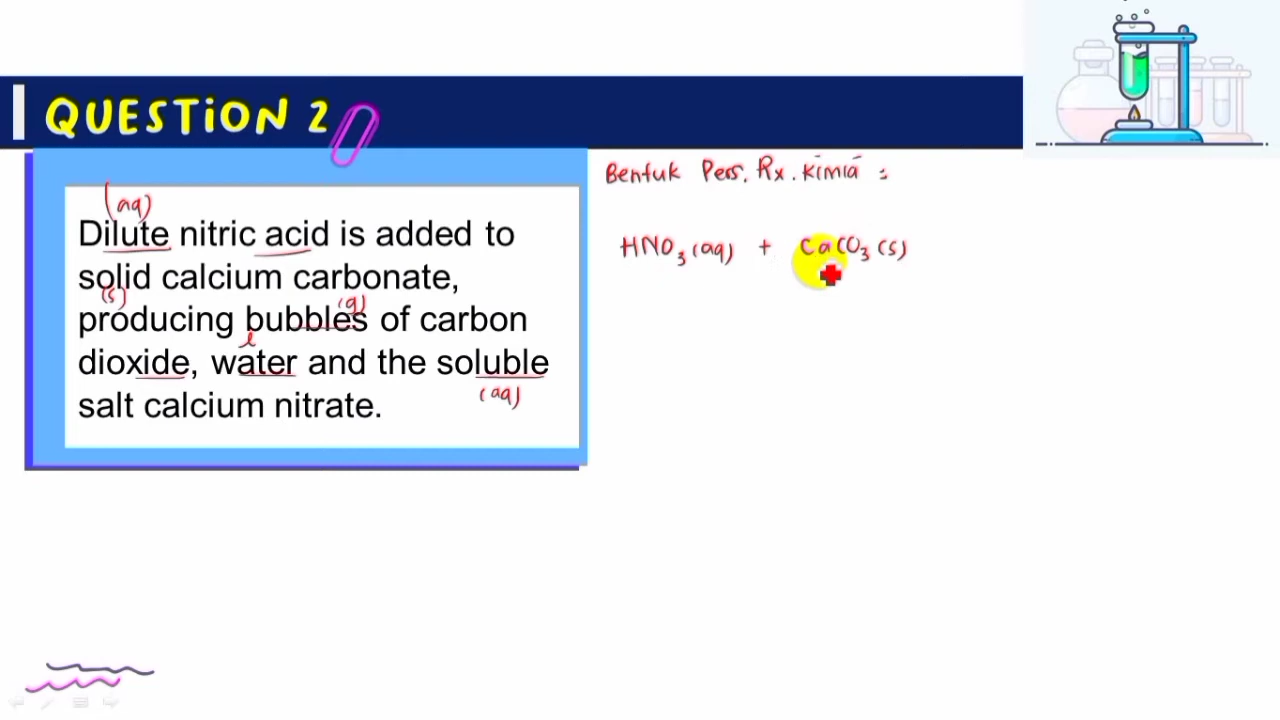 QUESTiON 2
(aq)
Dilute nitric acid is added to
solid calcium carbonate,
(s)
(g)
producing bubbles of carbon
l
dioxide, water and the soluble
(aq)
salt calcium nitrate.
Bentuk Pers. Rx. Kimia :
HNO₃ (aq) + CaCO₃ (s)